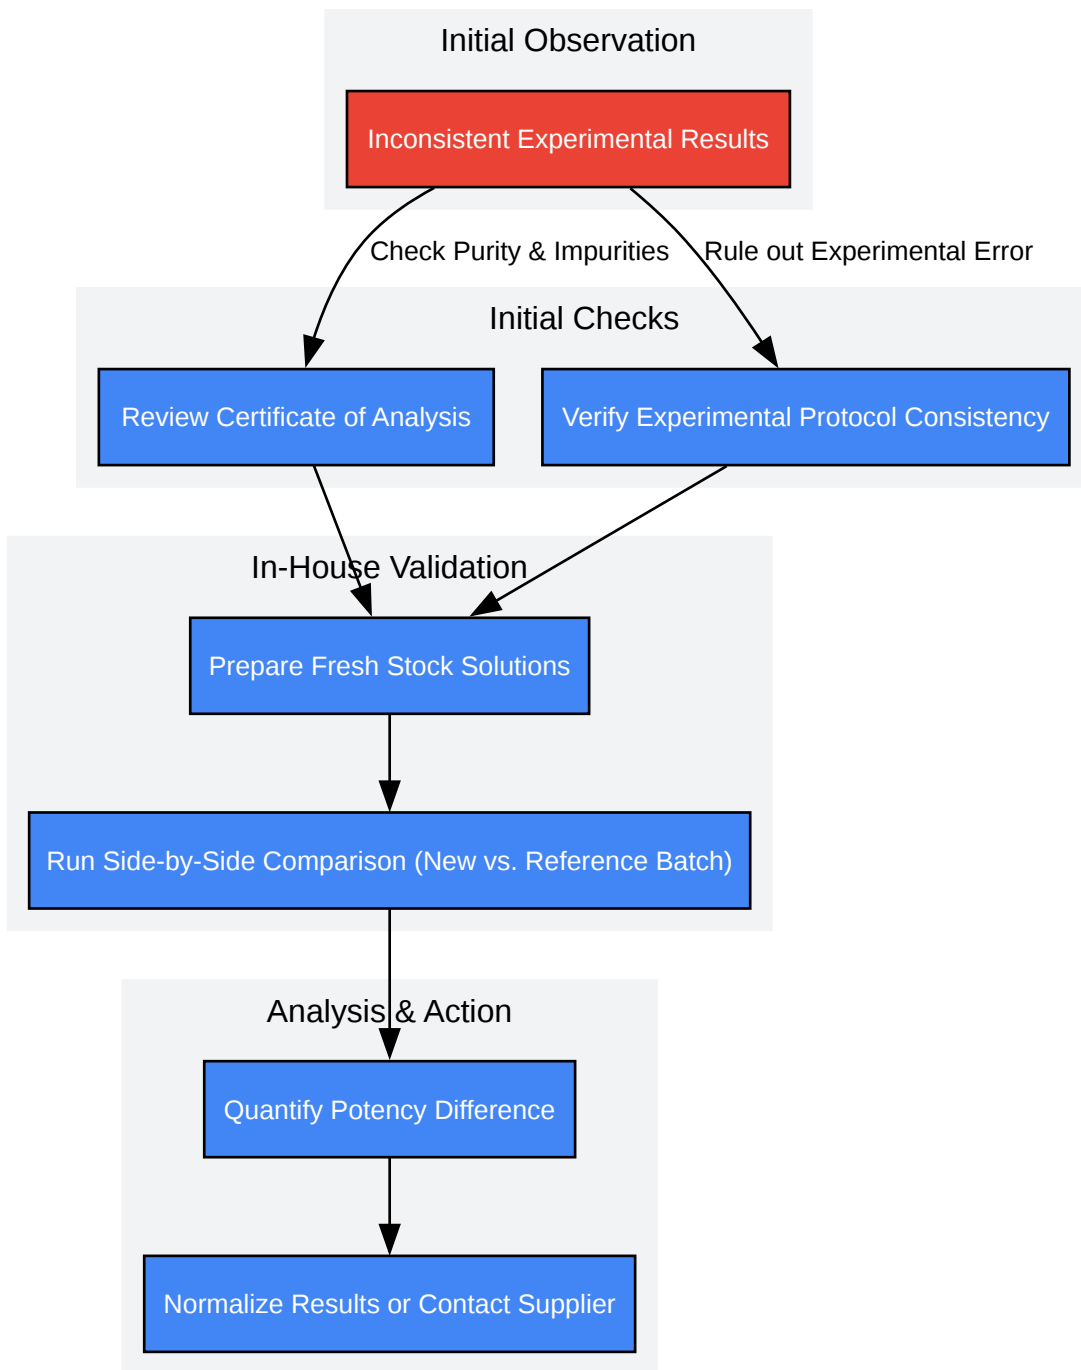 Initial Observation
Inconsistent Experimental Results
Check Purity & Impurities
Rule out Experimental Error
Initial Checks
Review Certificate of Analysis
Verify Experimental Protocol Consistency
In-House Validation
Prepare Fresh Stock Solutions
Run Side-by-Side Comparison (New vs. Reference Batch)
Analysis & Action
Quantify Potency Difference
Normalize Results or Contact Supplier